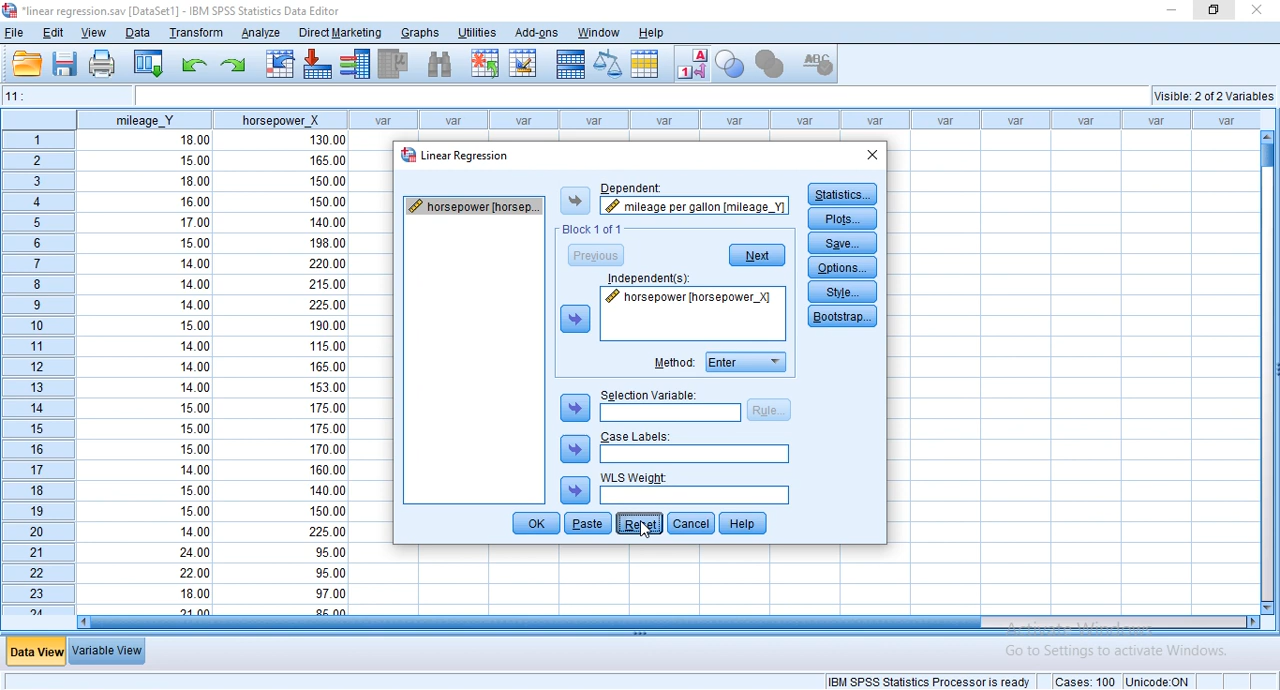 *linear regression.sav [DataSet1] - IBM SPSS Statistics Data Editor
File Edit View Data Transform Analyze Direct Marketing Graphs Utilities Add-ons Window Help
11 :
Visible: 2 of 2 Variables
mileage_Y horsepower_X var var var var var var var var var var var var var
1 18.00 130.00
2 15.00 165.00
3 18.00 150.00
4 16.00 150.00
5 17.00 140.00
6 15.00 198.00
7 14.00 220.00
8 14.00 215.00
9 14.00 225.00
10 15.00 190.00
11 14.00 115.00
12 14.00 165.00
13 14.00 153.00
14 15.00 175.00
15 15.00 175.00
16 15.00 170.00
17 14.00 160.00
18 15.00 140.00
19 15.00 150.00
20 14.00 225.00
21 24.00 95.00
22 22.00 95.00
23 18.00 97.00
24 21.00 85.00
Linear Regression
horsepower [horsep...
Dependent:
mileage per gallon [mileage_Y]
Block 1 of 1
Previous Next
Independent(s):
horsepower [horsepower_X]
Method: Enter
Selection Variable:
Rule...
Case Labels:
WLS Weight:
Statistics...
Plots...
Save...
Options...
Style...
Bootstrap...
OK Paste Reset Cancel Help
Activate Windows
Go to Settings to activate Windows.
Data View Variable View
IBM SPSS Statistics Processor is ready Cases: 100 Unicode:ON